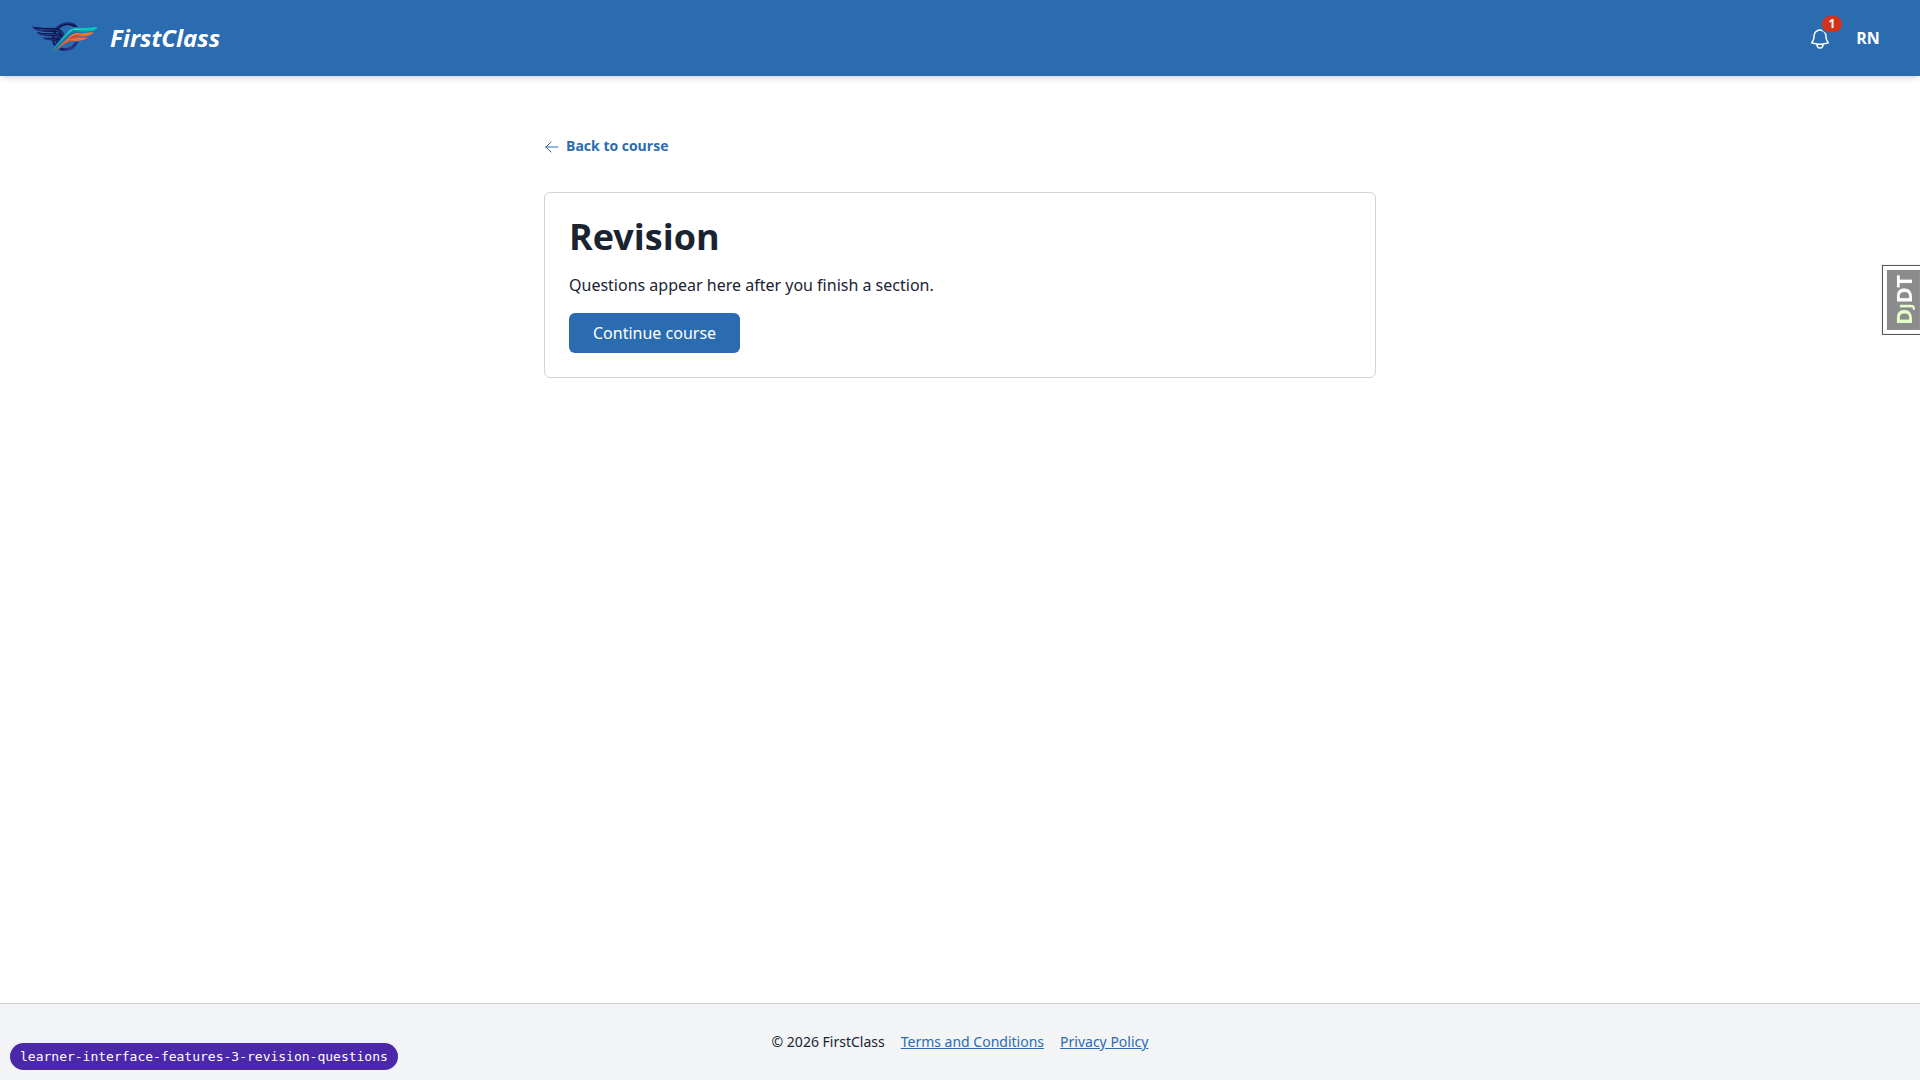 FirstClass
1
RN
Back to course
Revision
Questions appear here after you finish a section.
Continue course
DjDT
© 2026 FirstClass Terms and Conditions Privacy Policy
learner-interface-features-3-revision-questions